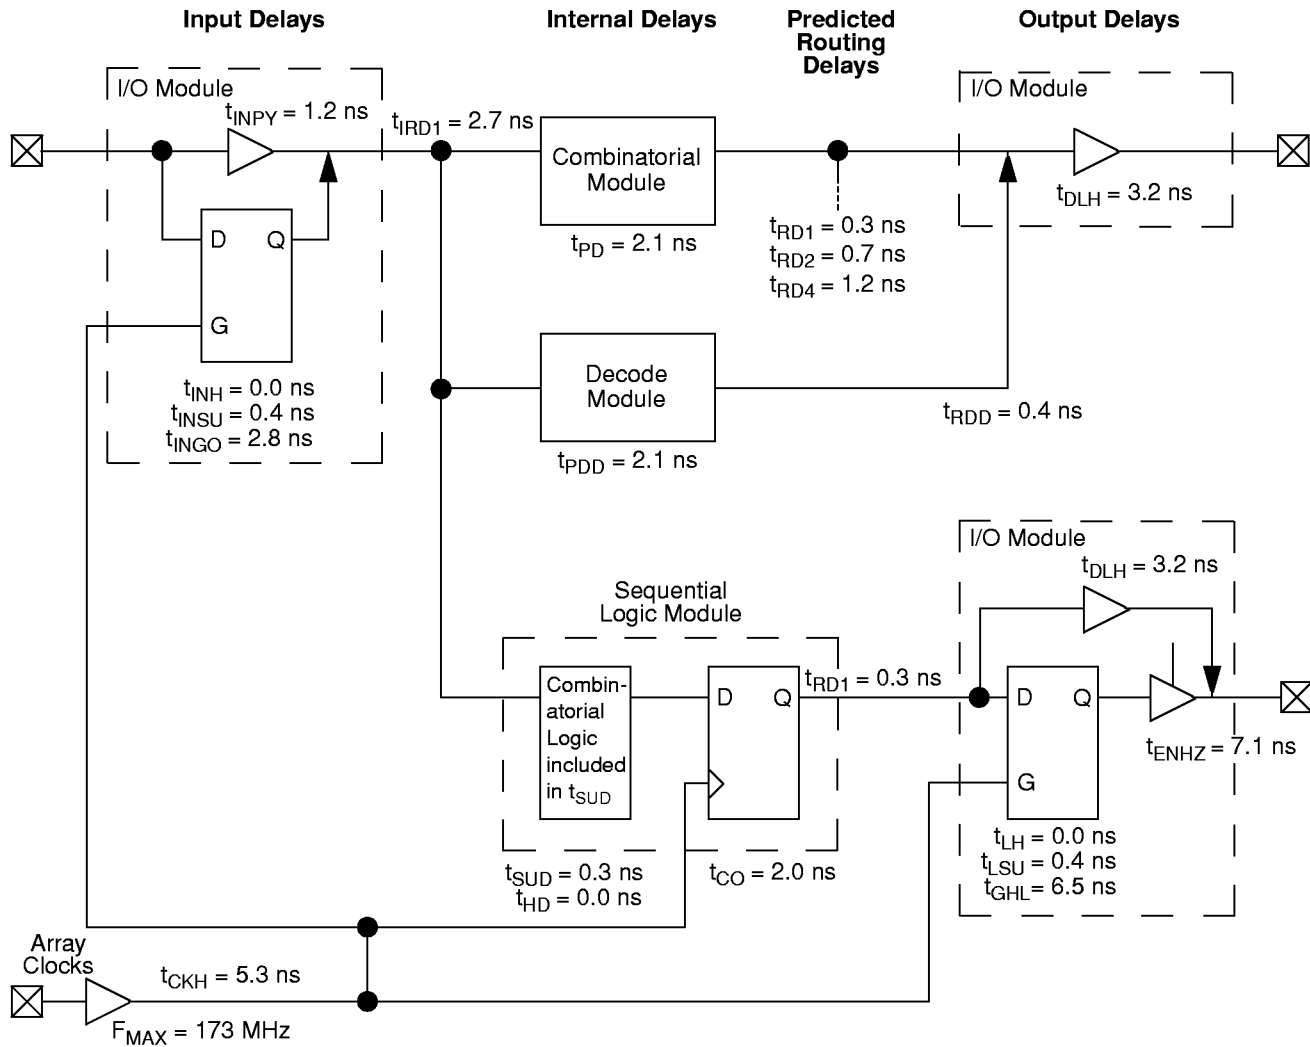 Input Delays
Internal Delays
Predicted
Routing
Delays
Output Delays
I/O Module
tINPY = 1.2 ns
tIRD1 = 2.7 ns
Combinatorial
Module
tPD = 2.1 ns
tRD1 = 0.3 ns
tRD2 = 0.7 ns
tRD4 = 1.2 ns
I/O Module
tDLH = 3.2 ns
D Q
G
tINH = 0.0 ns
tINSU = 0.4 ns
tINGO = 2.8 ns
Decode
Module
tPDD = 2.1 ns
tRDD = 0.4 ns
Sequential
Logic Module
Combin-
atorial
Logic
included
in tSUD
D Q
tSUD = 0.3 ns
tHD = 0.0 ns
tCO = 2.0 ns
tRD1 = 0.3 ns
I/O Module
tDLH = 3.2 ns
D Q
G
tENHZ = 7.1 ns
tLH = 0.0 ns
tLSU = 0.4 ns
tGHL= 6.5 ns
Array
Clocks
tCKH = 5.3 ns
FMAX = 173 MHz